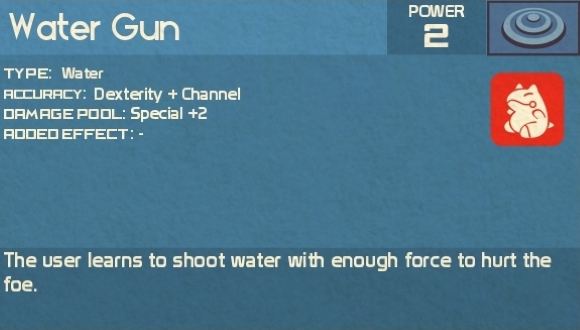 Water Gun
POWER
2
TYPE: Water
ACCURACY: Dexterity + Channel
DAMAGE POOL: Special +2
ADDED EFFECT: -
The user learns to shoot water with enough force to hurt the
foe.